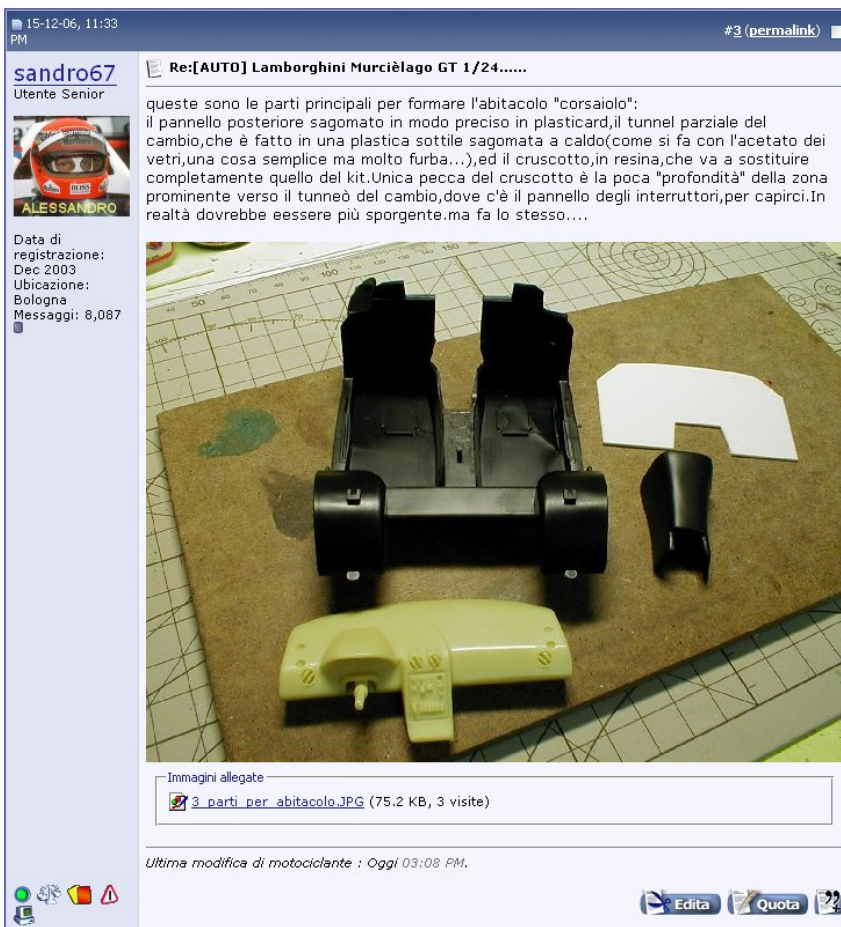 15-12-06, 11:33
PM
#3 (permalink)
sandro67
Utente Senior
ALESSANDRO
Data di
registrazione:
Dec 2003
Ubicazione:
Bologna
Messaggi: 8,087
Re:[AUTO] Lamborghini Murcièlago GT 1/24......
queste sono le parti principali per formare l'abitacolo "corsaiolo":
il pannello posteriore sagomato in modo preciso in plasticard,il tunnel parziale del
cambio,che è fatto in una plastica sottile sagomata a caldo(come si fa con l'acetato dei
vetri,una cosa semplice ma molto furba...),ed il cruscotto,in resina,che va a sostituire
completamente quello del kit.Unica pecca del cruscotto è la poca "profondità" della zona
prominente verso il tunneò del cambio,dove c'è il pannello degli interruttori,per capirci.In
realtà dovrebbe eessere più sporgente.ma fa lo stesso....
50
100
150
Immagini allegate
3_parti_per_abitacolo.JPG (75.2 KB, 3 visite)
Ultima modifica di motociclante : Oggi 03:08 PM.
Edita
Quota